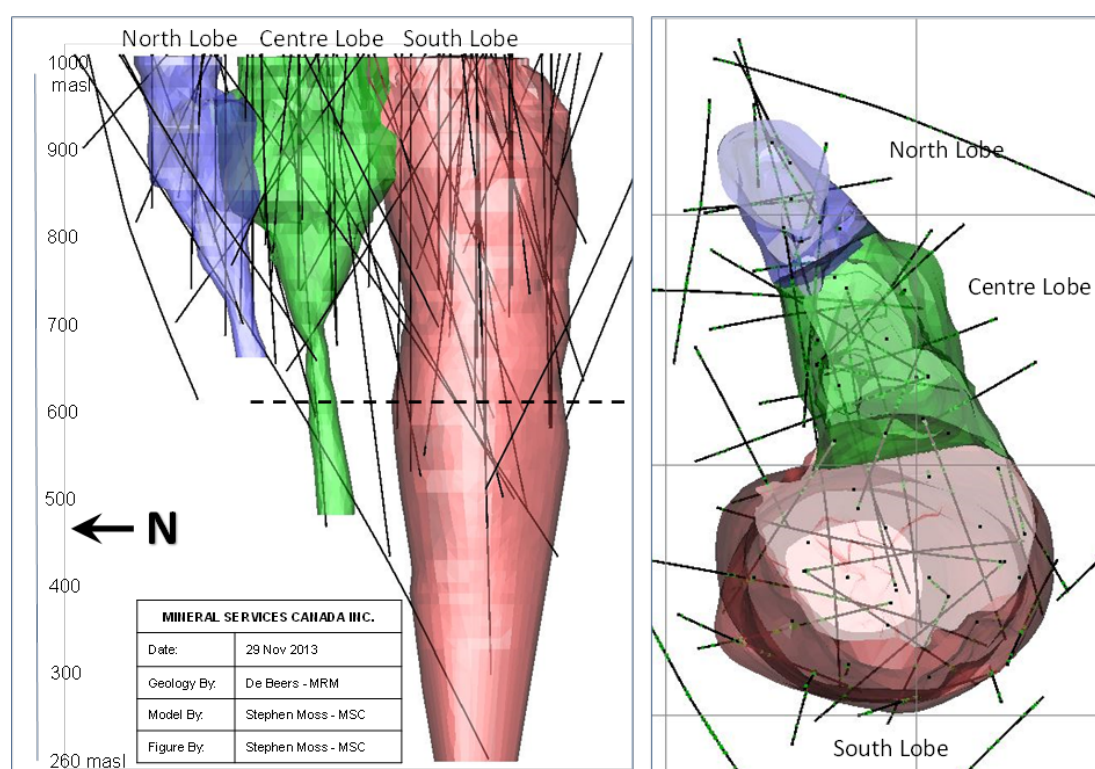 North Lobe Centre Lobe South Lobe
1000
masl
900
800
700
600
500
N
400
300
260 masl
MINERAL SERVICES CANADA INC.
Date: 29 Nov 2013
Geology By: De Beers - MRM
Model By: Stephen Moss - MSC
Figure By: Stephen Moss - MSC
North Lobe
Centre Lobe
South Lobe